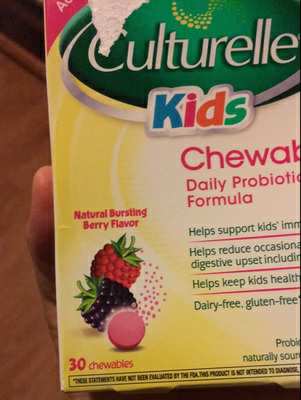 Culturelle
Kids
Chewab
Daily Probiotic
Formula
Natural Bursting
Berry Flavor
Helps support kids' imm
Helps reduce occasiona
digestive upset includin
Helps keep kids health
Dairy-free, gluten-free*
Probio
naturally sour
30 chewables
*THESE STATEMENTS HAVE NOT BEEN EVALUATED BY THE FDA. THIS PRODUCT IS NOT INTENDED TO DIAGNOSE,